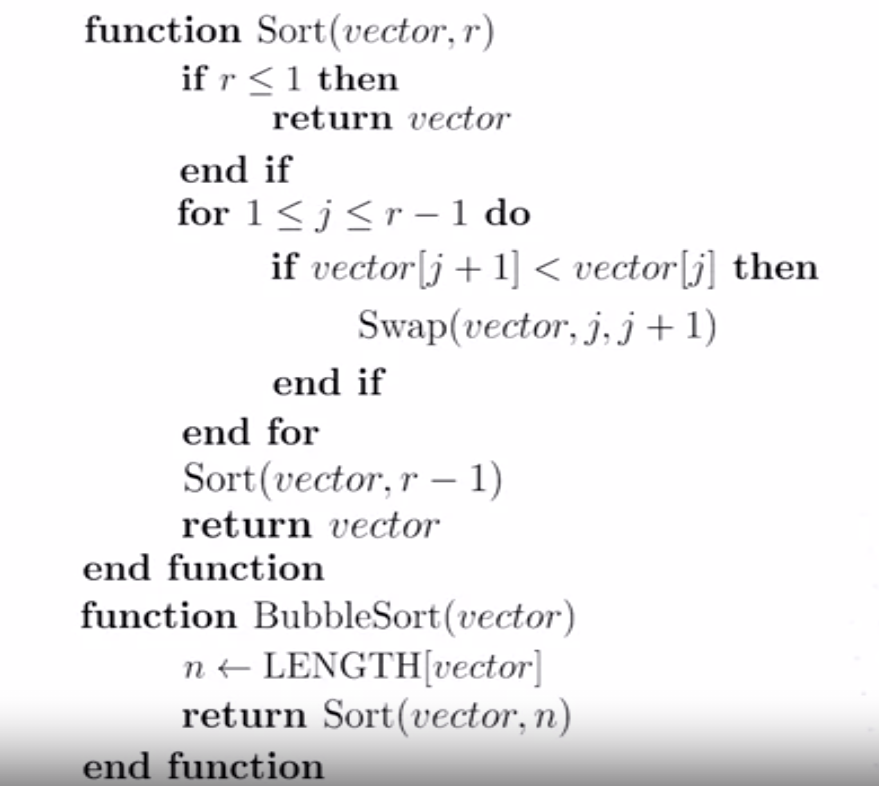 function Sort(vector, r)
if r ≤ 1 then
return vector
end if
for 1 ≤ j ≤ r − 1 do
if vector[j + 1] < vector[j] then
Swap(vector, j, j + 1)
end if
end for
Sort(vector, r − 1)
return vector
end function
function BubbleSort(vector)
n ← LENGTH[vector]
return Sort(vector, n)
end function